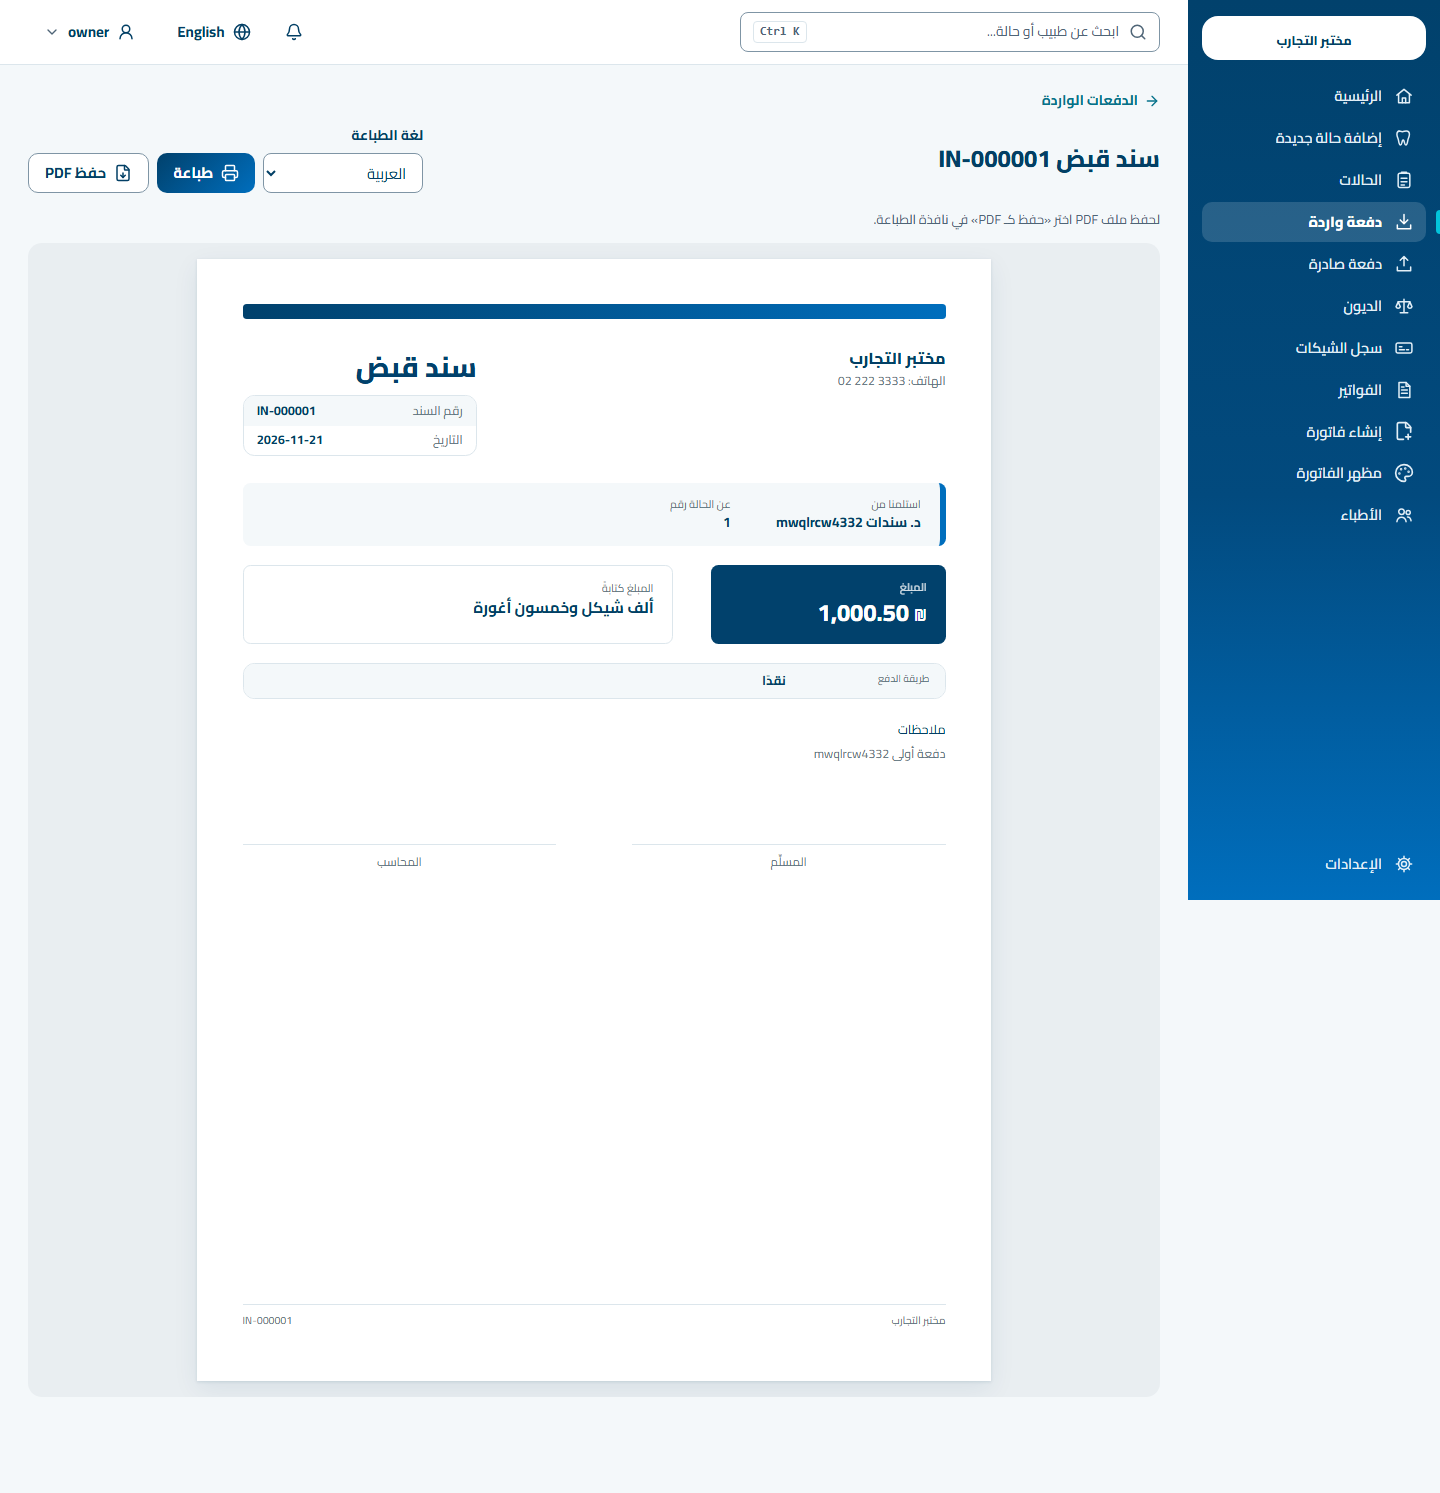 مختبر التجارب
الرئيسية
إضافة حالة جديدة
الحالات
دفعة واردة
دفعة صادرة
الديون
سجل الشيكات
الفواتير
إنشاء فاتورة
مظهر الفاتورة
الأطباء
الإعدادات
ابحث عن طبيب أو حالة...
Ctrl K
English
owner
الدفعات الواردة
سند قبض IN-000001
لغة الطباعة
العربية
طباعة
حفظ PDF
لحفظ ملف PDF اختر «حفظ كـ PDF» في نافذة الطباعة.
مختبر التجارب
الهاتف: 3333 222 02
سند قبض
رقم السند IN-000001
التاريخ 2026-11-21
استلمنا من
د. سندات mwqlrcw4332
عن الحالة رقم
1
المبلغ
₪ 1,000.50
المبلغ كتابةً
ألف شيكل وخمسون أغورة
طريقة الدفع نقدًا
ملاحظات
دفعة أولى mwqlrcw4332
المسلّم
المحاسب
مختبر التجارب
IN-000001